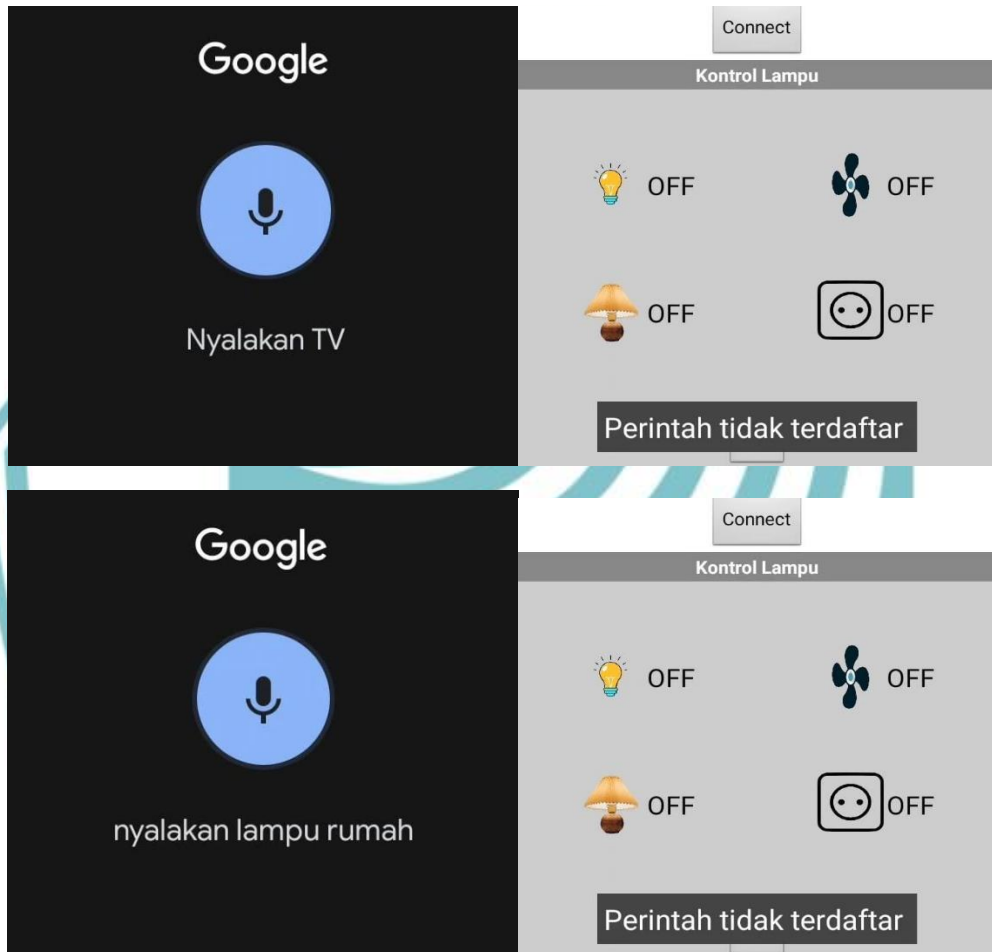 Google
Nyalakan TV
Connect
Kontrol Lampu
OFF OFF
OFF OFF
Perintah tidak terdaftar
Google
nyalakan lampu rumah
Connect
Kontrol Lampu
OFF OFF
OFF OFF
Perintah tidak terdaftar